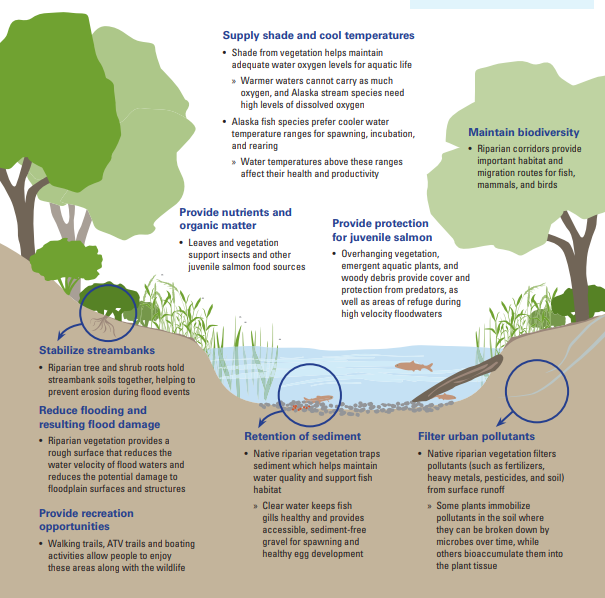 Supply shade and cool temperatures
• Shade from vegetation helps maintain
adequate water oxygen levels for aquatic life
» Warmer waters cannot carry as much
oxygen, and Alaska stream species need
high levels of dissolved oxygen
• Alaska fish species prefer cooler water
temperature ranges for spawning, incubation,
and rearing
» Water temperatures above these ranges
affect their health and productivity
Maintain biodiversity
• Riparian corridors provide
important habitat and
migration routes for fish,
mammals, and birds
Provide nutrients and
organic matter
• Leaves and vegetation
support insects and other
juvenile salmon food sources
Provide protection
for juvenile salmon
• Overhanging vegetation,
emergent aquatic plants, and
woody debris provide cover and
protection from predators, as
well as areas of refuge during
high velocity floodwaters
Stabilize streambanks
• Riparian tree and shrub roots hold
streambank soils together, helping to
prevent erosion during flood events
Reduce flooding and
resulting flood damage
• Riparian vegetation provides a
rough surface that reduces the
water velocity of flood waters and
reduces the potential damage to
floodplain surfaces and structures
Provide recreation
opportunities
• Walking trails, ATV trails and boating
activities allow people to enjoy
these areas along with the wildlife
Retention of sediment
• Native riparian vegetation traps
sediment which helps maintain
water quality and support fish
habitat
» Clear water keeps fish
gills healthy and provides
accessible, sediment-free
gravel for spawning and
healthy egg development
Filter urban pollutants
• Native riparian vegetation filters
pollutants (such as fertilizers,
heavy metals, pesticides, and soil)
from surface runoff
» Some plants immobilize
pollutants in the soil where
they can be broken down by
microbes over time, while
others bioaccumulate them into
the plant tissue